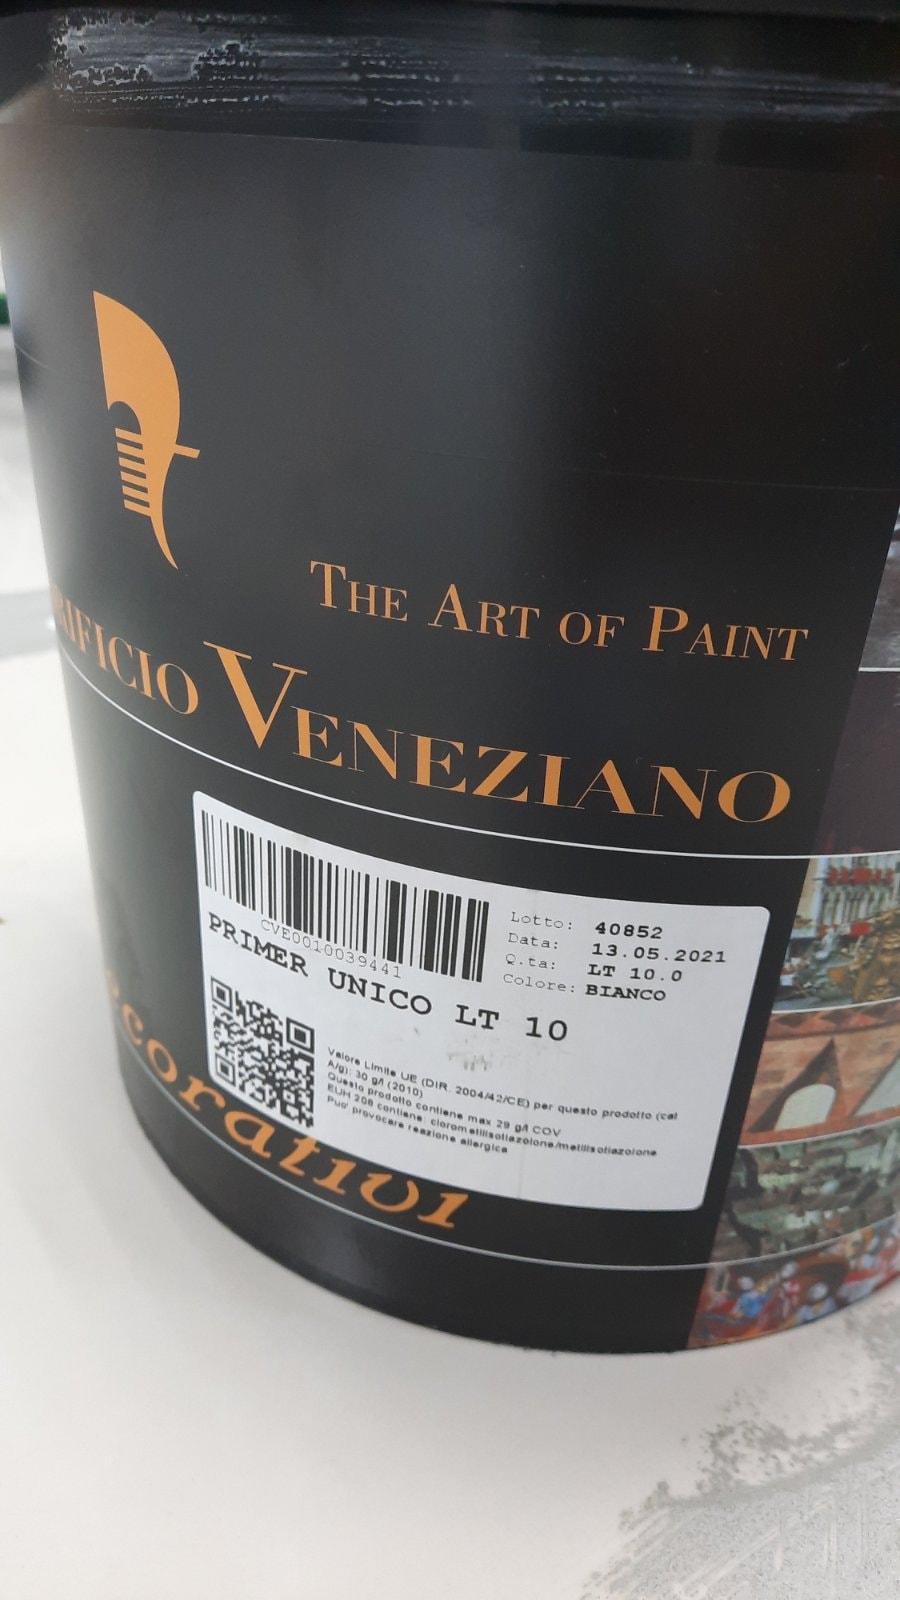 THE ART OF PAINT
RIFICIO VENEZIANO
CVE0010039441
PRIMER UNICO LT 10
Lotto: 40852
Data: 13.05.2021
Q.ta: LT 10.0
Colore: BIANCO
Valore Limite UE (DIR. 2004/42/CE) per questo prodotto (cat
A/g): 30 g/l (2010)
Questo prodotto contiene max 29 g/l COV
EUH 208 contiene: clorometilisotiazolone/metilisotiazolone
Puo' provocare reazione allergica
corativi